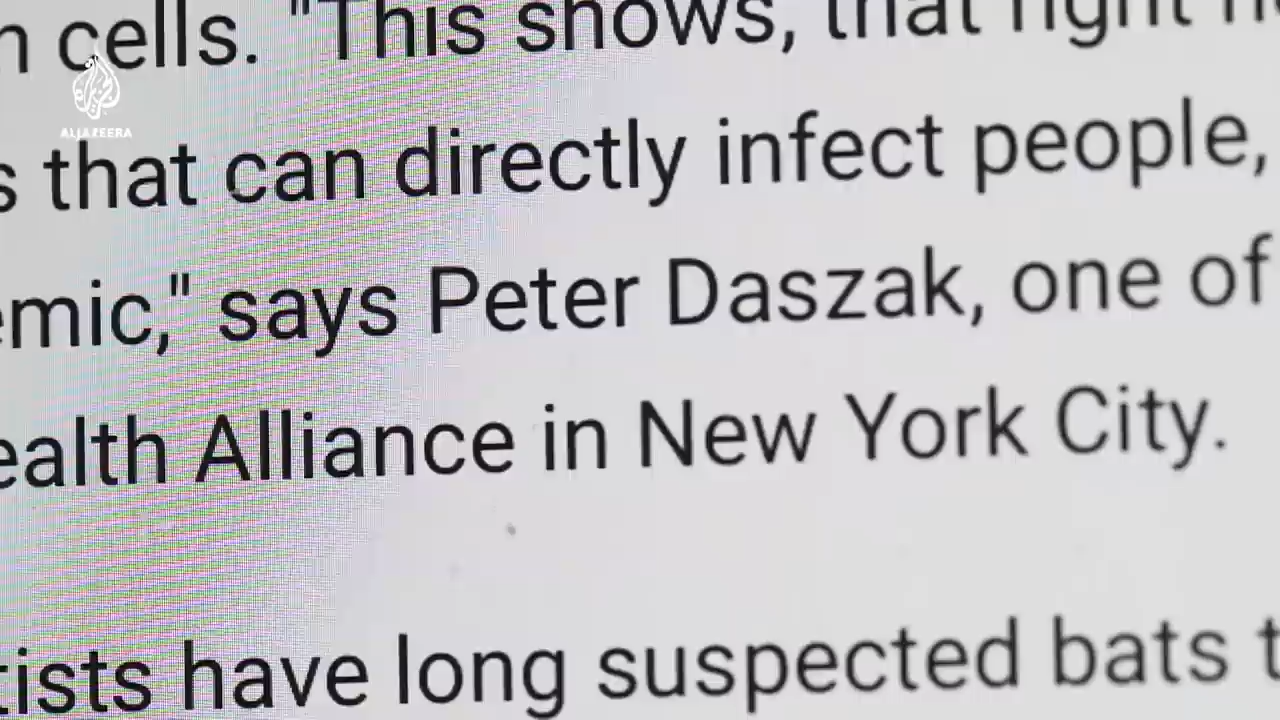 cells. "This shows, that right
ALJAZEERA
that can directly infect people,
emic," says Peter Daszak, one of
ealth Alliance in New York City.
tists have long suspected bats t